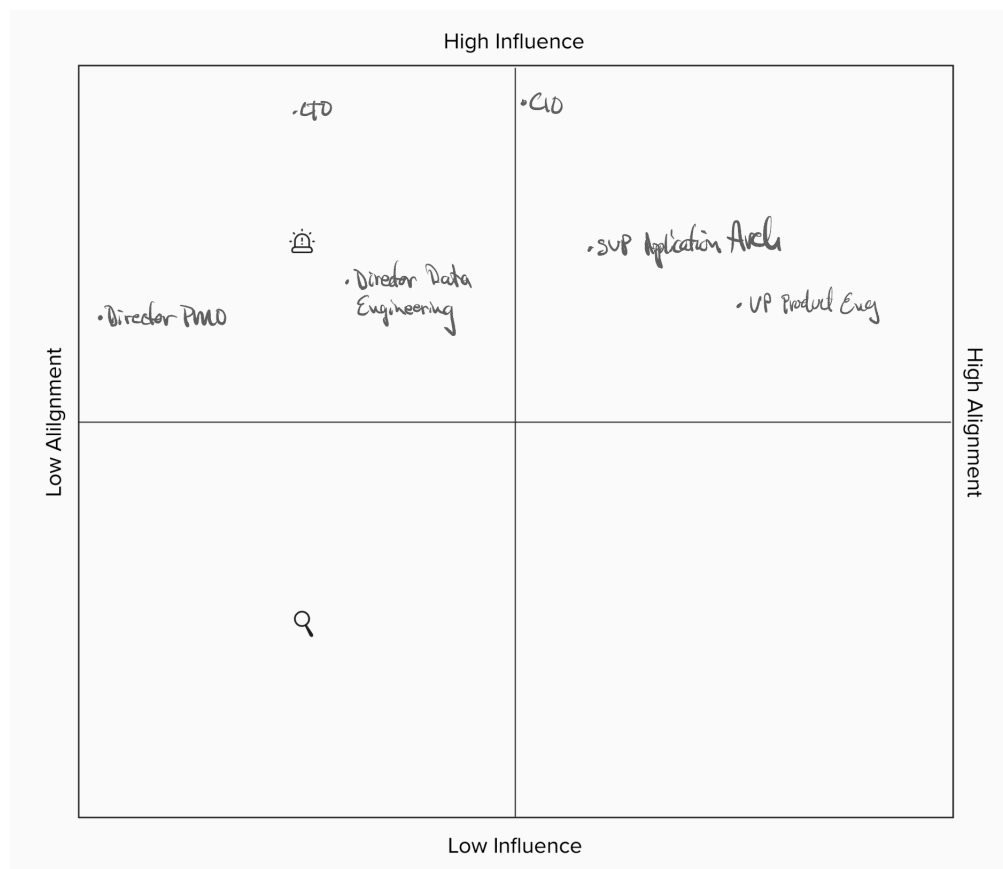 High Influence
•CTO
•CIO
•SVP Application Arch
•Director Data
Engineering
•VP Product Eng
•Director PMO
Low Alilgnment
High Alignment
Low Influence